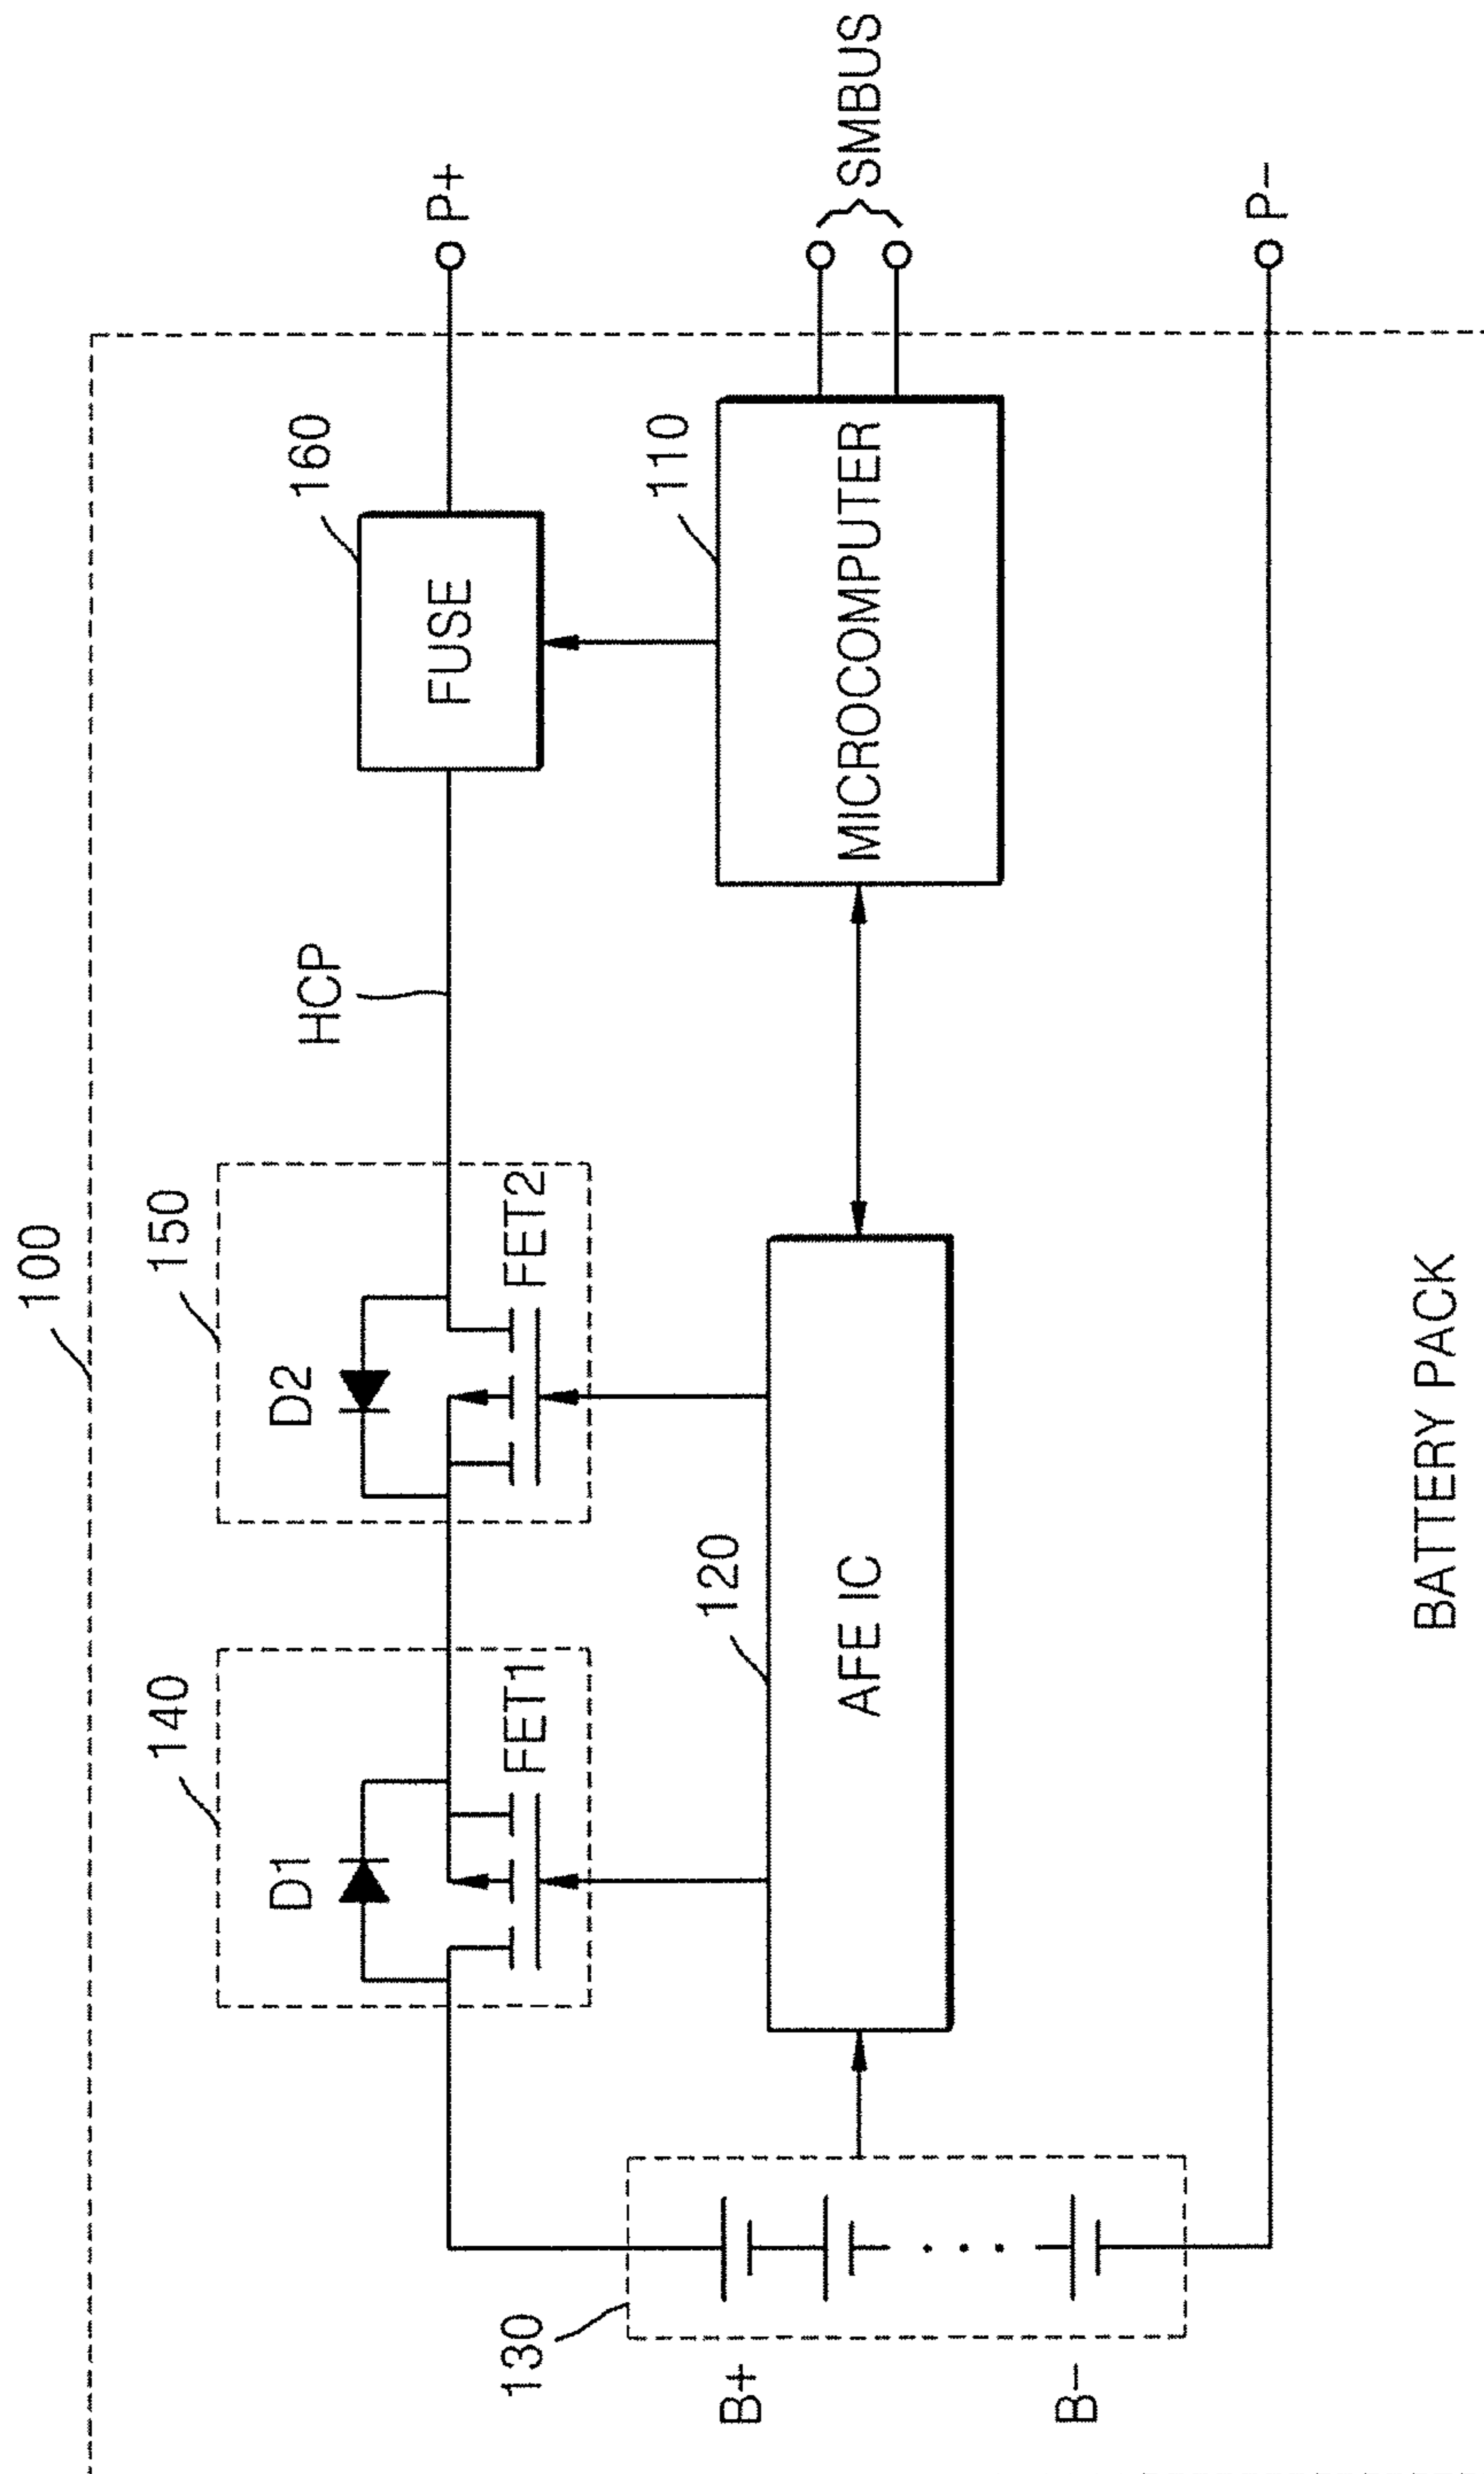 100
140
150
D1
D2
FET1
FET2
HCP
160
FUSE
P+
130
B+
B-
120
AFE IC
110
MICROCOMPUTER
SMBUS
P-
BATTERY PACK